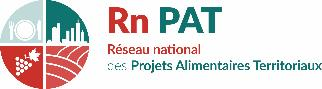 Rn PAT
Réseau national
des Projets Alimentaires Territoriaux